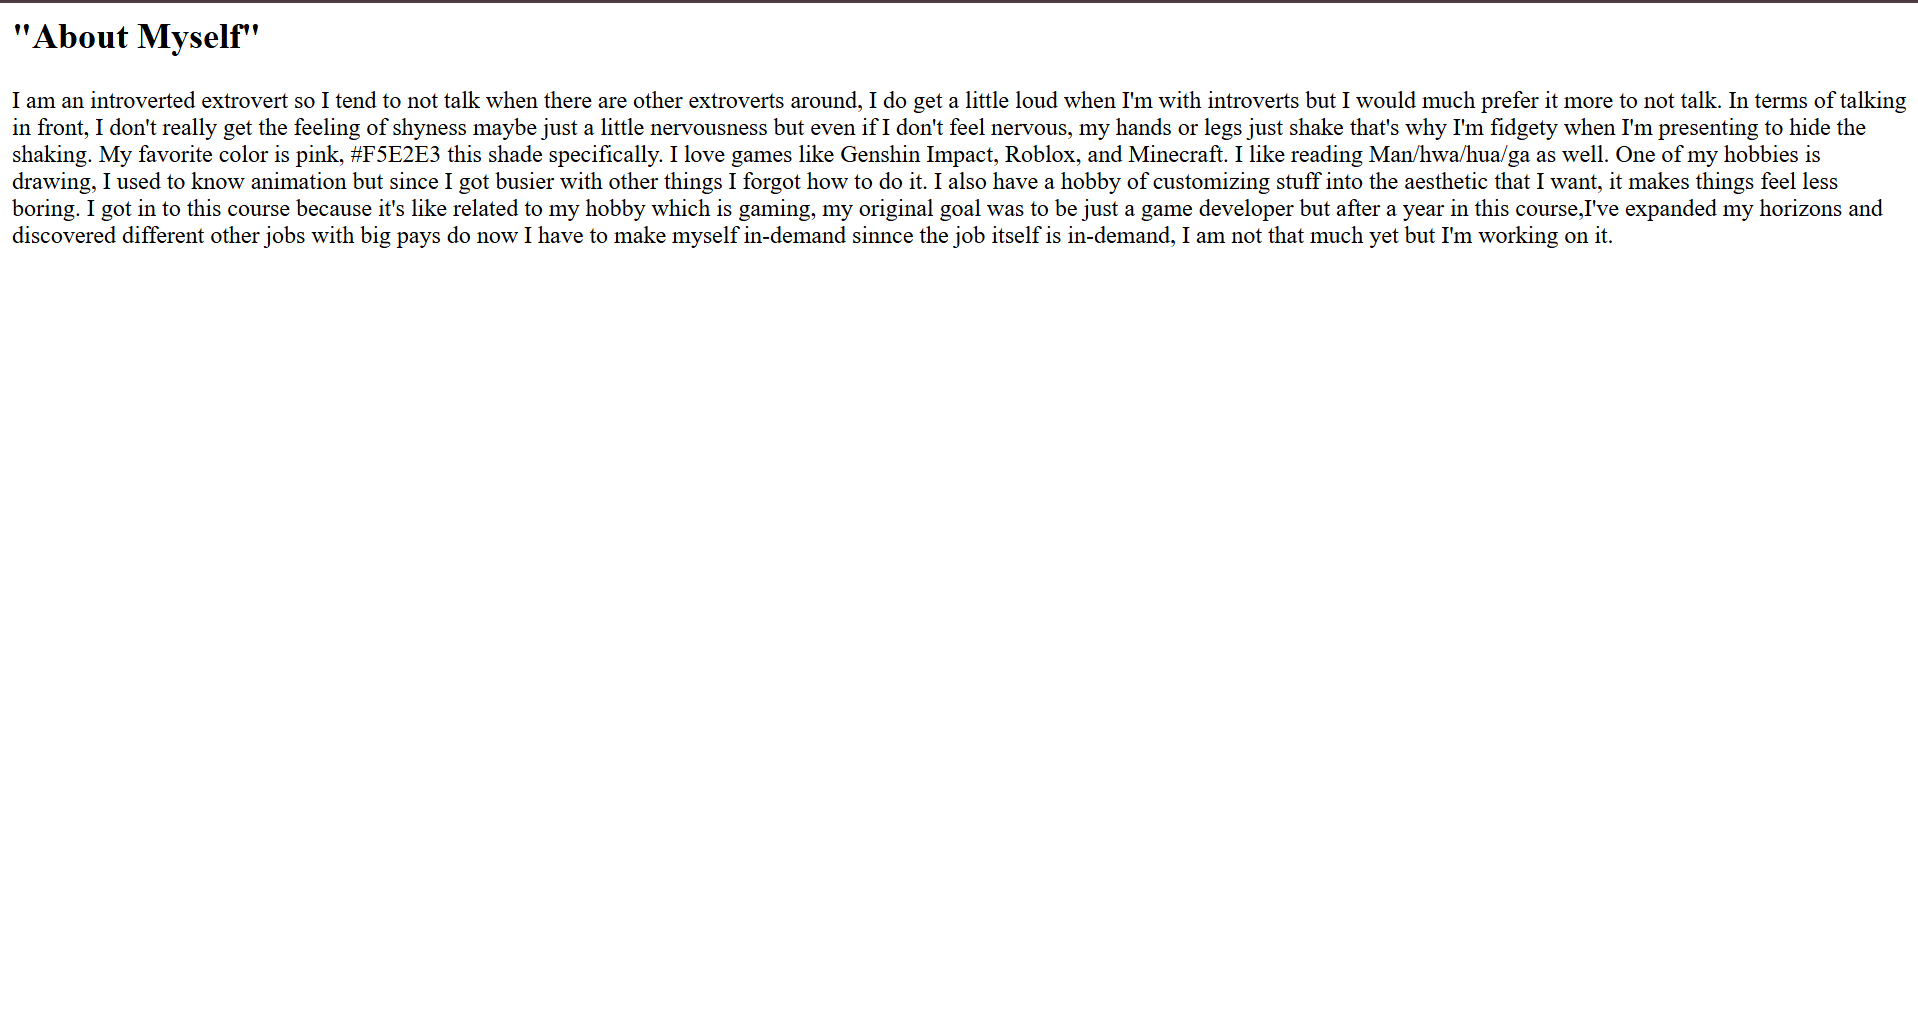 "About Myself"
I am an introverted extrovert so I tend to not talk when there are other extroverts around, I do get a little loud when I'm with introverts but I would much prefer it more to not talk. In terms of talking
in front, I don't really get the feeling of shyness maybe just a little nervousness but even if I don't feel nervous, my hands or legs just shake that's why I'm fidgety when I'm presenting to hide the
shaking. My favorite color is pink, #F5E2E3 this shade specifically. I love games like Genshin Impact, Roblox, and Minecraft. I like reading Man/hwa/hua/ga as well. One of my hobbies is
drawing, I used to know animation but since I got busier with other things I forgot how to do it. I also have a hobby of customizing stuff into the aesthetic that I want, it makes things feel less
boring. I got in to this course because it's like related to my hobby which is gaming, my original goal was to be just a game developer but after a year in this course,I've expanded my horizons and
discovered different other jobs with big pays do now I have to make myself in-demand sinnce the job itself is in-demand, I am not that much yet but I'm working on it.